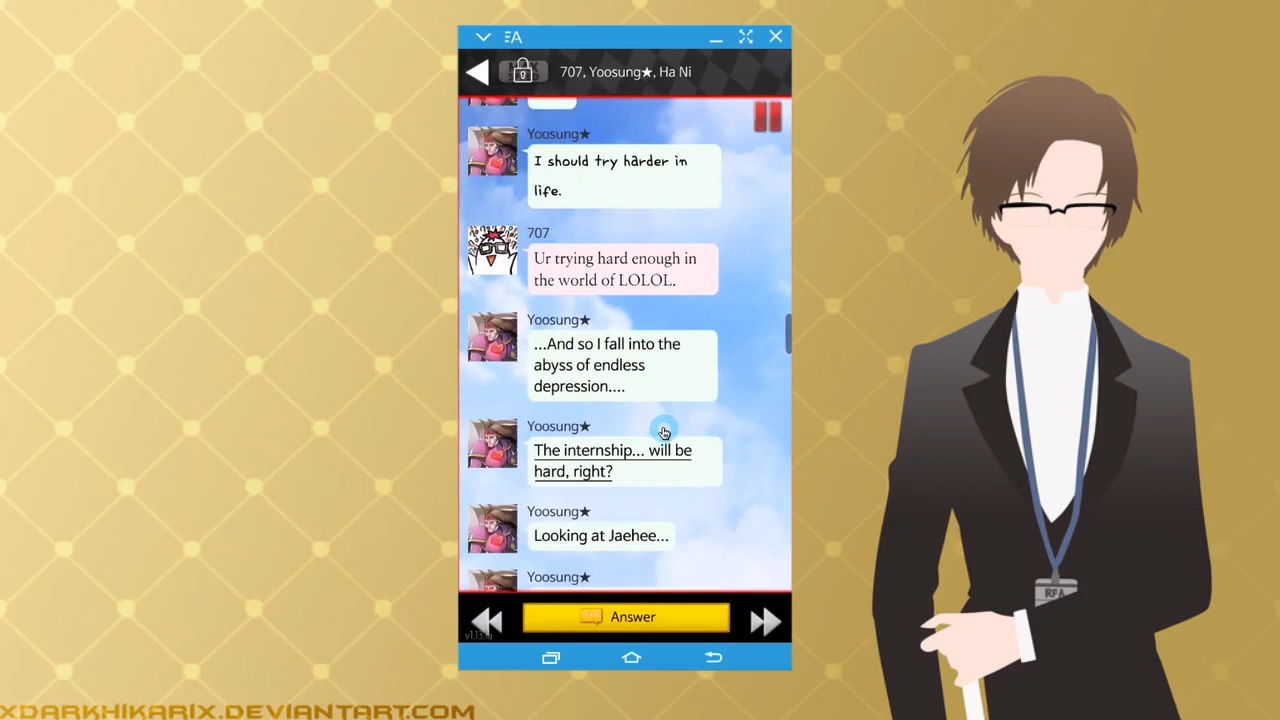 707, Yoosung★, Ha Ni
Yoosung★
I should try harder in
life.
707
Ur trying hard enough in
the world of LOLOL.
Yoosung★
...And so I fall into the
abyss of endless
depression....
Yoosung★
The internship... will be
hard, right?
Yoosung★
Looking at Jaehee...
Yoosung★
Answer
RFA
XDARKHIKARIX.DEVIANTART.COM